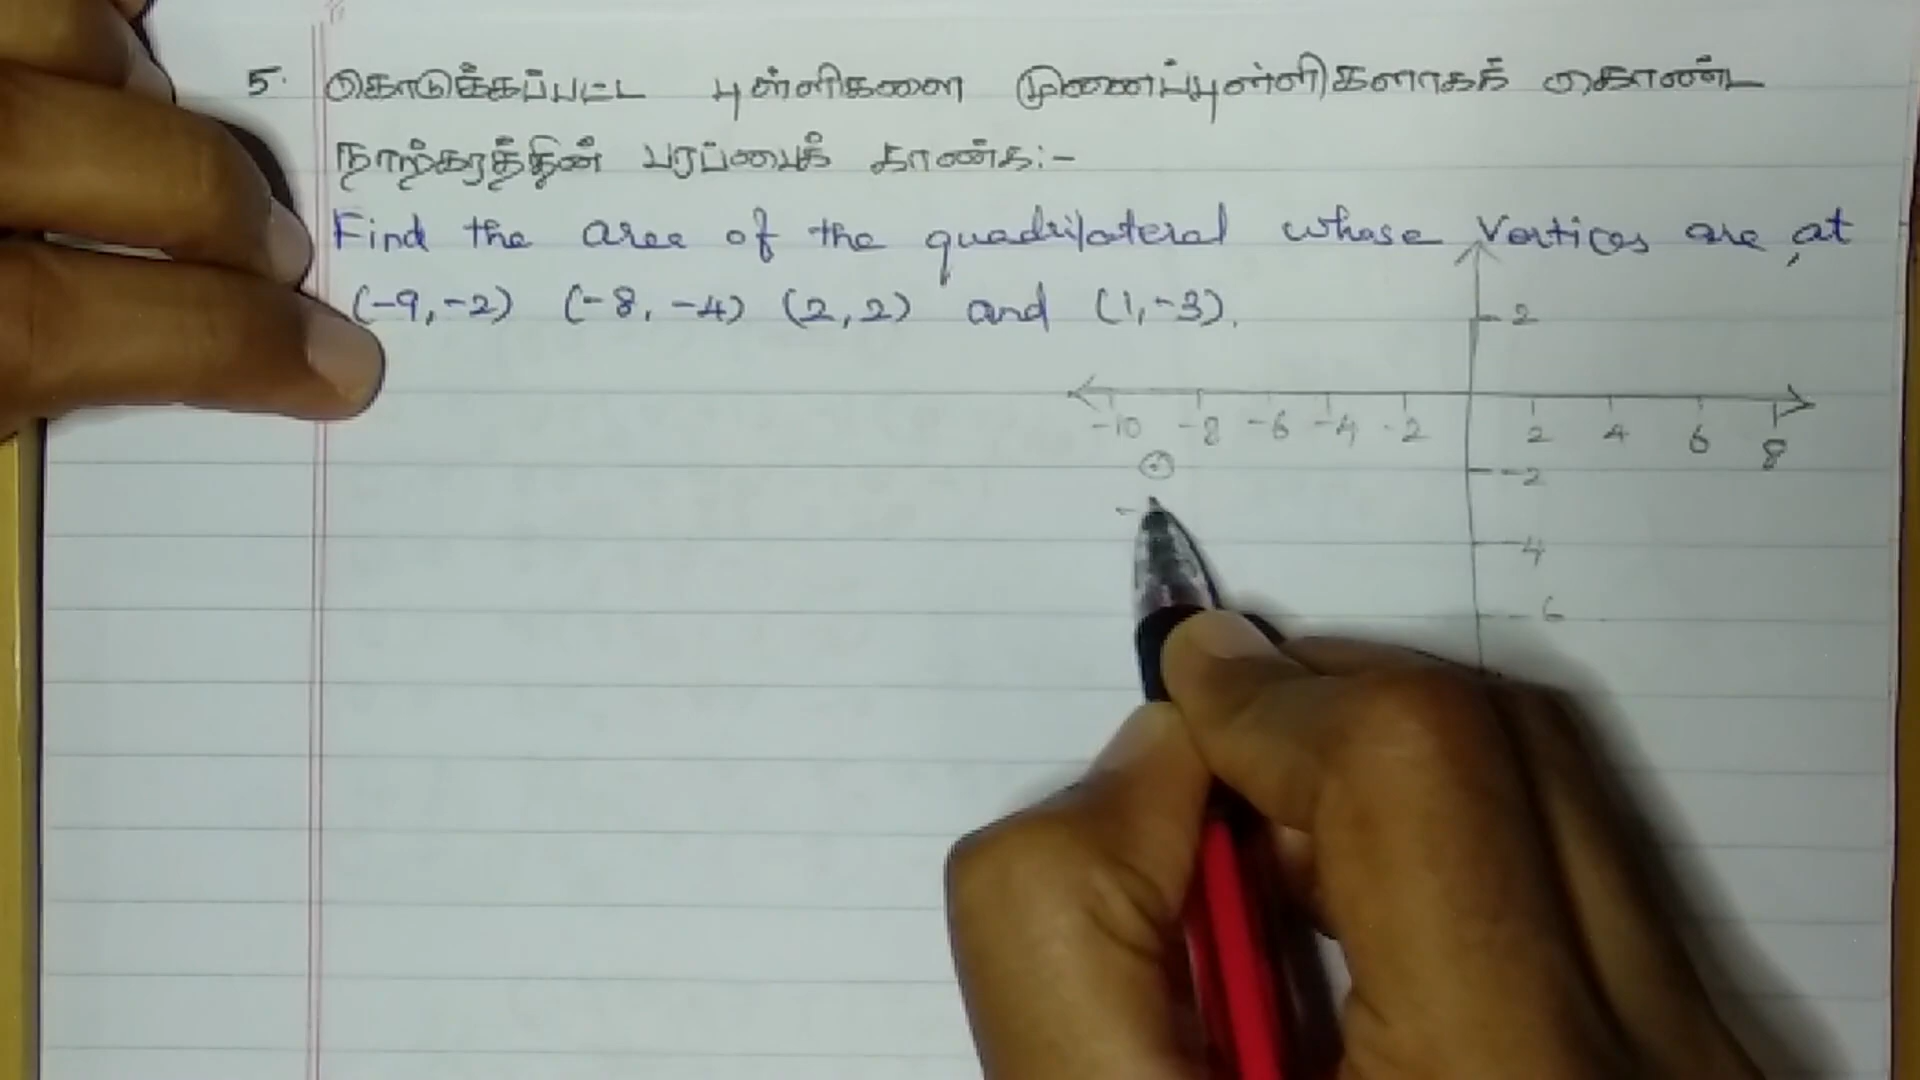 5. கொடுக்கப்பட்ட புள்ளிகளை முனைப்புள்ளிகளாகக் கொண்ட
நாற்கரத்தின் பரப்பைக் காண்க:-
Find the area of the quadrilateral whose vertices are at
(-9,-2) (-8, -4) (2,2) and (1,-3).
2
-10 -8 -6 -4 -2 2 4 6 8
-2
-4
-6